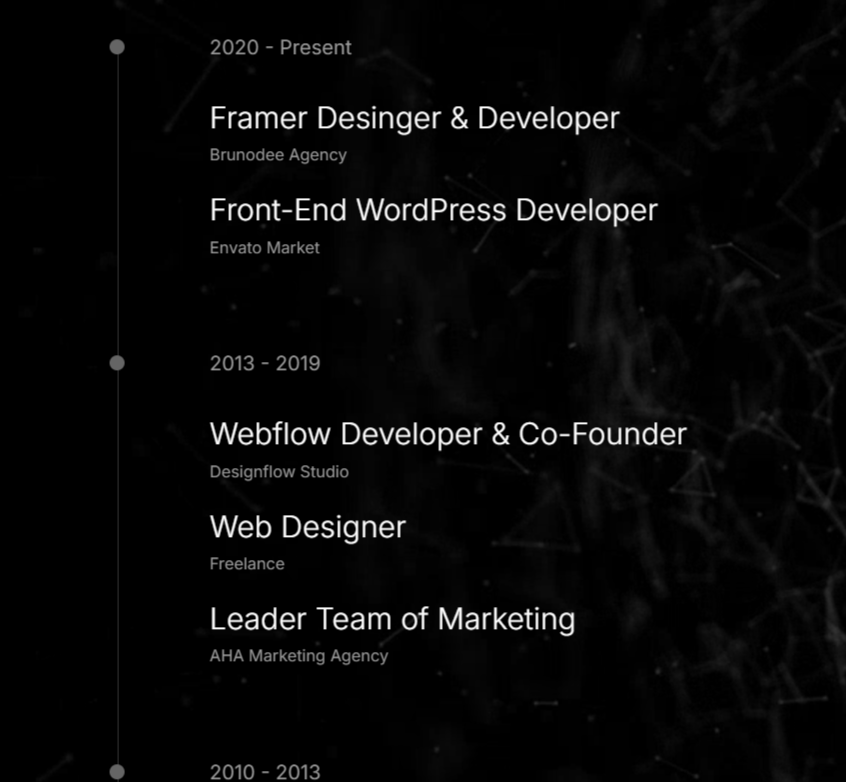 2020 - Present
Framer Desinger & Developer
Brunodee Agency
Front-End WordPress Developer
Envato Market
2013 - 2019
Webflow Developer & Co-Founder
Designflow Studio
Web Designer
Freelance
Leader Team of Marketing
AHA Marketing Agency
2010 - 2013